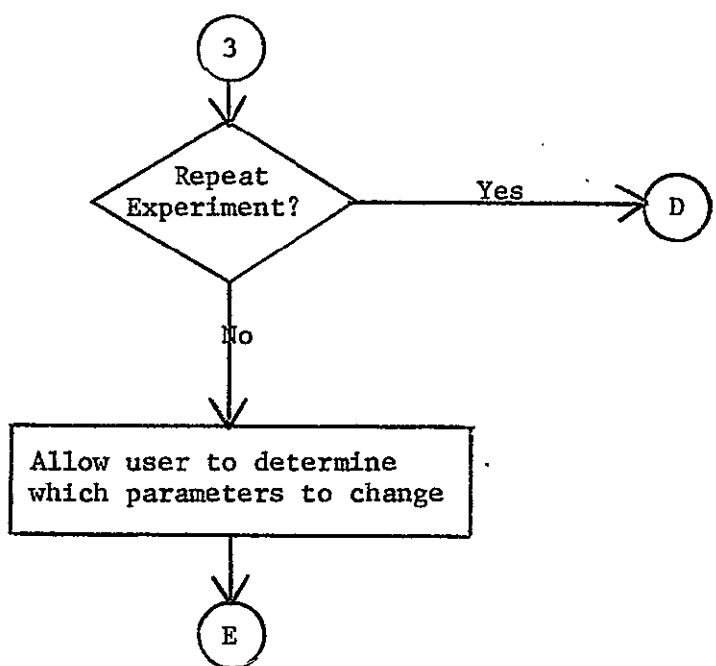 3
Repeat
Experiment?
Yes
D
No
Allow user to determine
which parameters to change
E